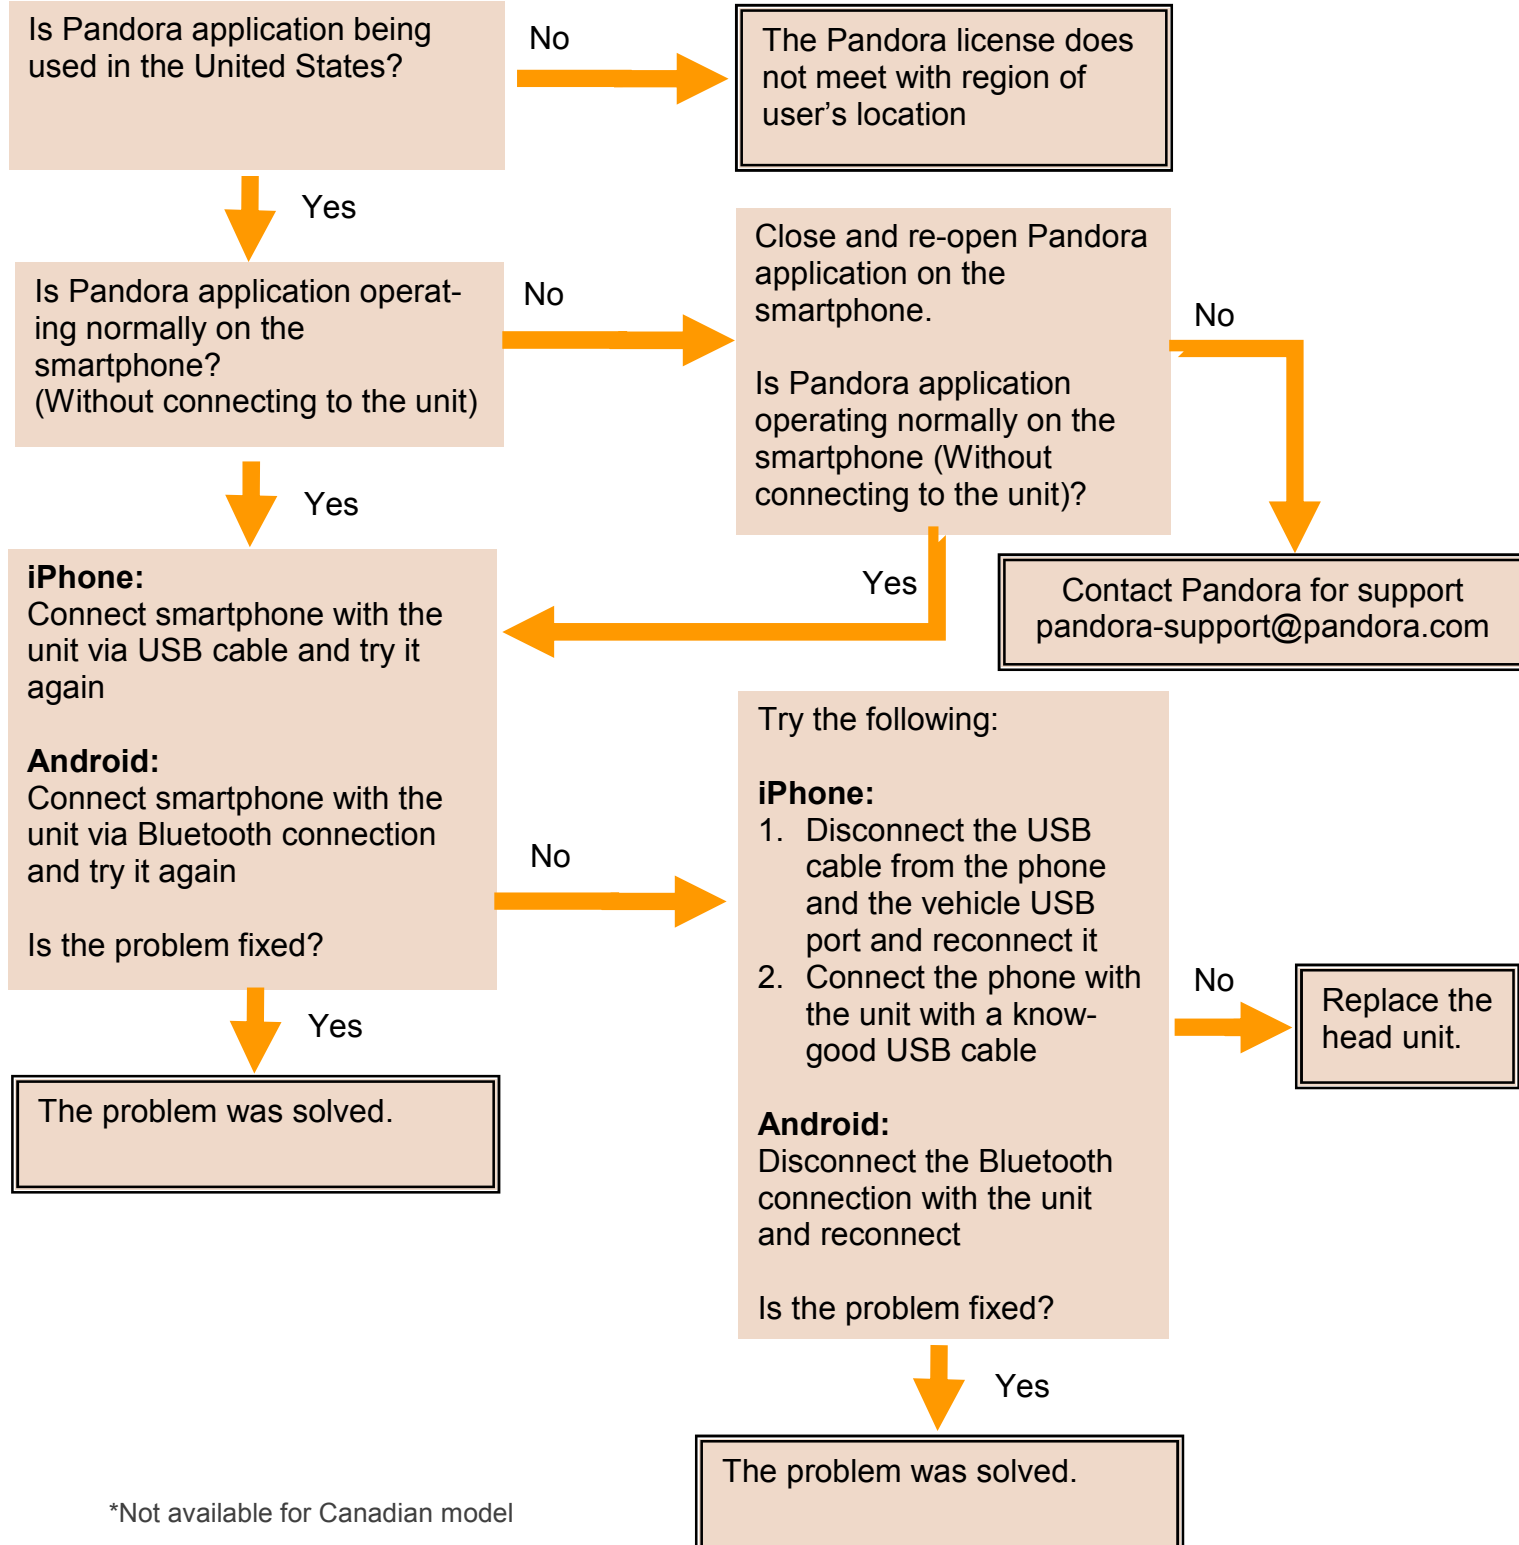 Is Pandora application being
used in the United States?
No
The Pandora license does
not meet with region of
user’s location
Yes
Is Pandora application operat-
ing normally on the
smartphone?
(Without connecting to the unit)
No
Close and re-open Pandora
application on the
smartphone.
Is Pandora application
operating normally on the
smartphone (Without
connecting to the unit)?
No
Yes
Yes
Contact Pandora for support
pandora-support@pandora.com
iPhone:
Connect smartphone with the
unit via USB cable and try it
again
Android:
Connect smartphone with the
unit via Bluetooth connection
and try it again
Is the problem fixed?
No
Try the following:
iPhone:
1. Disconnect the USB
cable from the phone
and the vehicle USB
port and reconnect it
2. Connect the phone with
the unit with a know-
good USB cable
Android:
Disconnect the Bluetooth
connection with the unit
and reconnect
Is the problem fixed?
No
Replace the
head unit.
Yes
The problem was solved.
Yes
The problem was solved.
*Not available for Canadian model